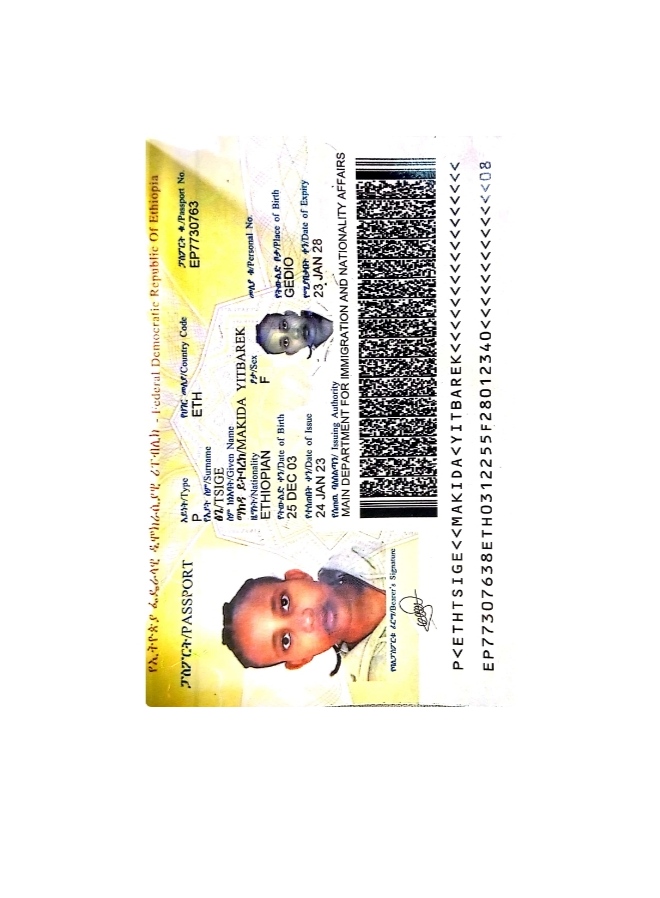 የኢትዮጵያ ፌዴራላዊ ዲሞክራሲያዊ ሪፐብሊክ - Federal Democratic Republic Of Ethiopia
ፓስፖርት/PASSPORT
አይነት/Type
የሀገር መለያ/Country Code
ፓስፖርት ቁ./Passport No.
P
ETH
EP7730763
የአያት ስም/Surname
ፅጌ/TSIGE
ስም ከነአባት/Given Name
ማክዳ ይትባረክ/MAKIDA YITBAREK
ዜግነት/Nationality
ፆታ/Sex
መለያ ቁ/Personal No.
ETHIOPIAN
F
የትውልድ ቀን/Date of Birth
የትውልድ ቦታ/Place of Birth
25 DEC 03
GEDIO
የተሰጠበት ቀን/Date of Issue
የሚያበቃበት ቀን/Date of Expiry
24 JAN 23
23 JAN 28
የሰጠዉ ባለስልጣን/ Issuing Authority
MAIN DEPARTMENT FOR IMMIGRATION AND NATIONALITY AFFAIRS
የባለፓስፖርቱ ፊርማ/Bearer's Signature
P<ETHTSIGE<<MAKIDA<YITBAREK<<<<<<<<<<<<<<<<<
EP77307638ETH0312255F28012340<<<<<<<<<<<<<08